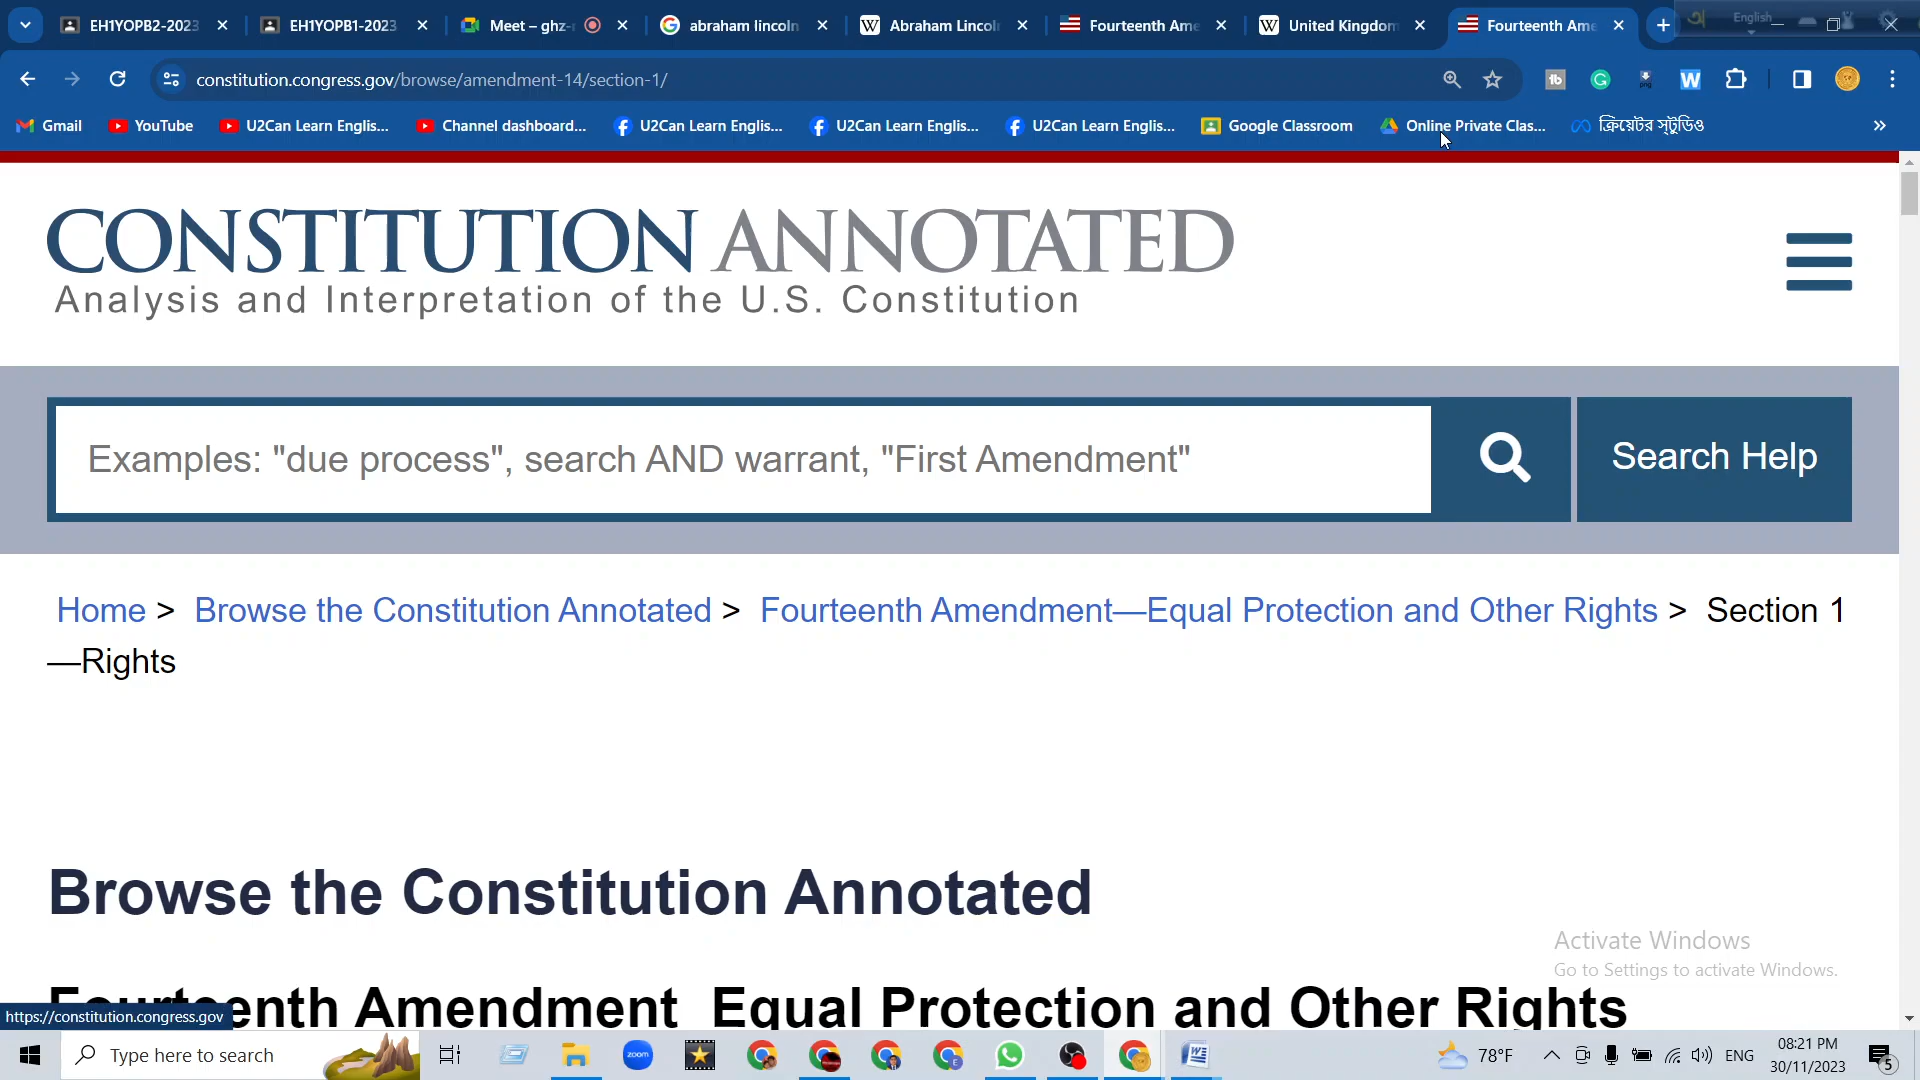 EH1YOPB2-2023
EH1YOPB1-2023
Meet – ghz-
abraham lincoln
Abraham Lincol
Fourteenth Ame
United Kingdom
Fourteenth Ame
English
constitution.congress.gov/browse/amendment-14/section-1/
Gmail
YouTube
U2Can Learn Englis...
Channel dashboard...
U2Can Learn Englis...
U2Can Learn Englis...
U2Can Learn Englis...
Google Classroom
Online Private Clas...
ক্রিয়েটর স্টুডিও
CONSTITUTION ANNOTATED
Analysis and Interpretation of the U.S. Constitution
Examples: "due process", search AND warrant, "First Amendment"
Search Help
Home > Browse the Constitution Annotated > Fourteenth Amendment—Equal Protection and Other Rights > Section 1
—Rights
Browse the Constitution Annotated
Activate Windows
Go to Settings to activate Windows.
Fourteenth Amendment Equal Protection and Other Rights
https://constitution.congress.gov
Type here to search
zoom
78°F
ENG
08:21 PM
30/11/2023
5